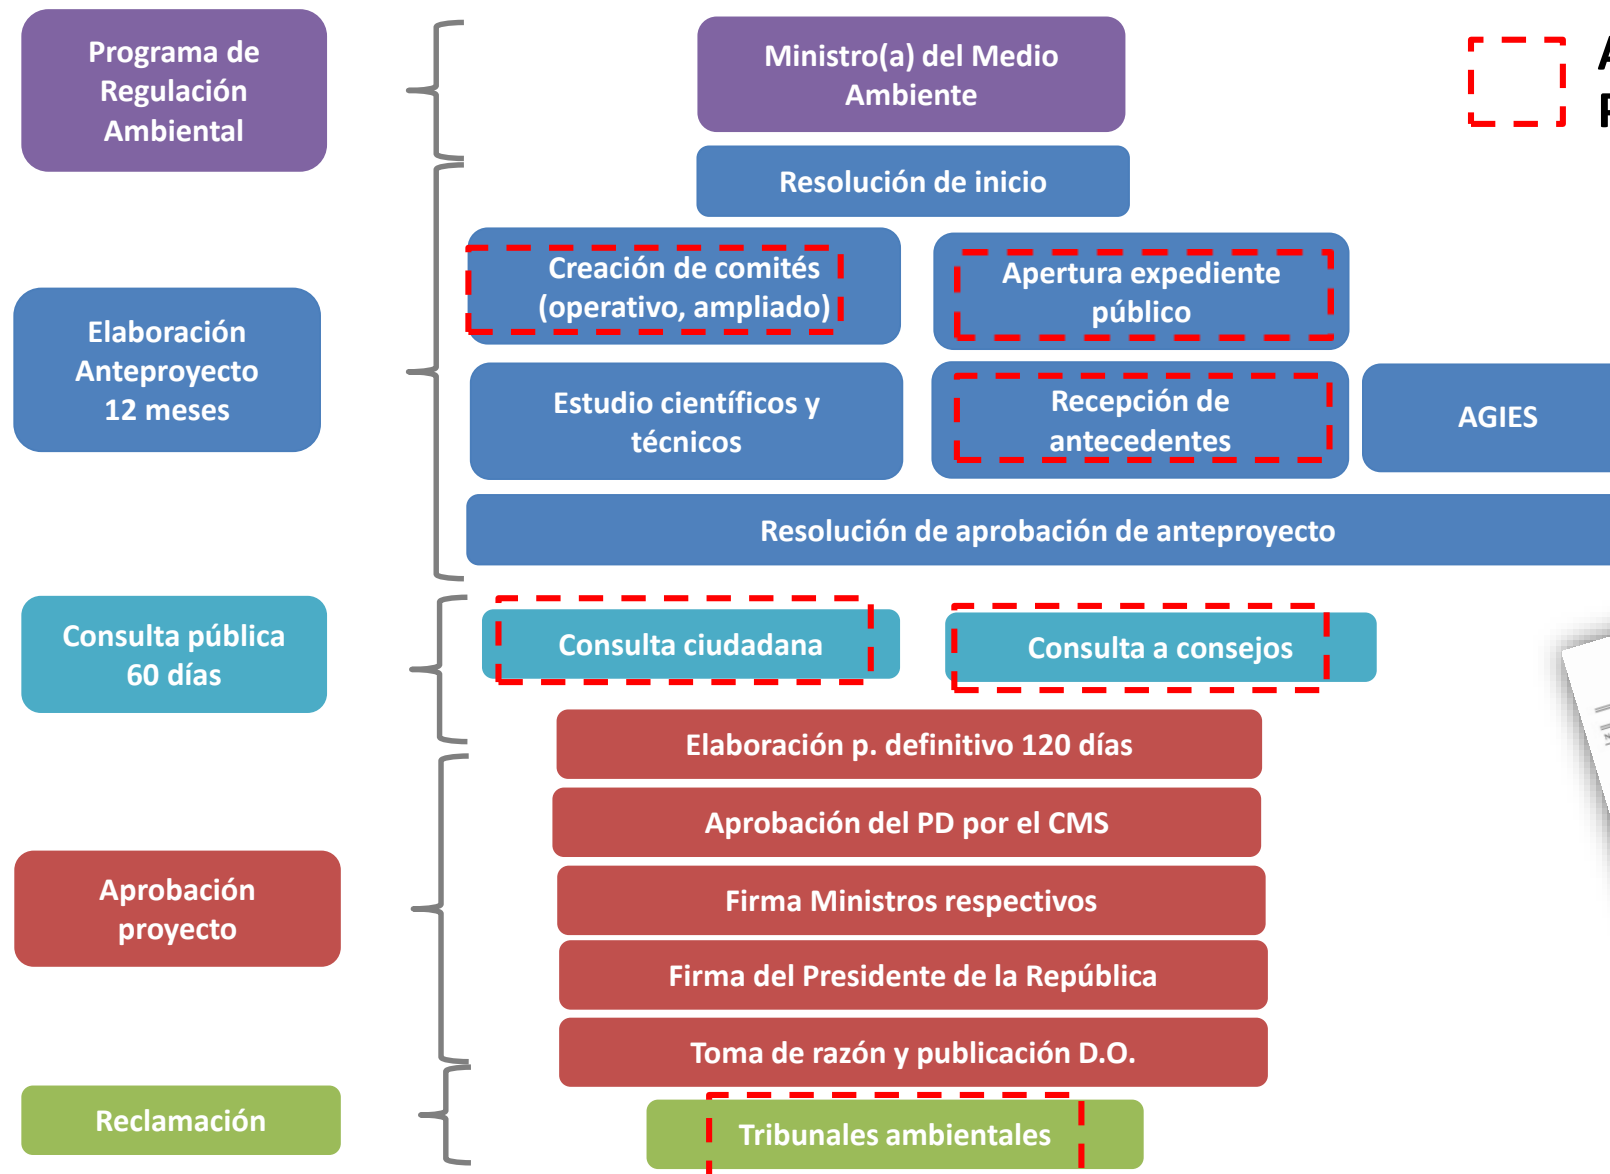 Programa de
Regulación
Ambiental
Ministro(a) del Medio
Ambiente
Resolución de inicio
Elaboración
Anteproyecto
12 meses
Creación de comités
(operativo, ampliado)
Apertura expediente
público
Estudio científicos y
técnicos
Recepción de
antecedentes
AGIES
Resolución de aprobación de anteproyecto
Consulta pública
60 días
Consulta ciudadana
Consulta a consejos
Elaboración p. definitivo 120 días
Aprobación del PD por el CMS
Aprobación
proyecto
Firma Ministros respectivos
Firma del Presidente de la República
Toma de razón y publicación D.O.
Reclamación
Tribunales ambientales